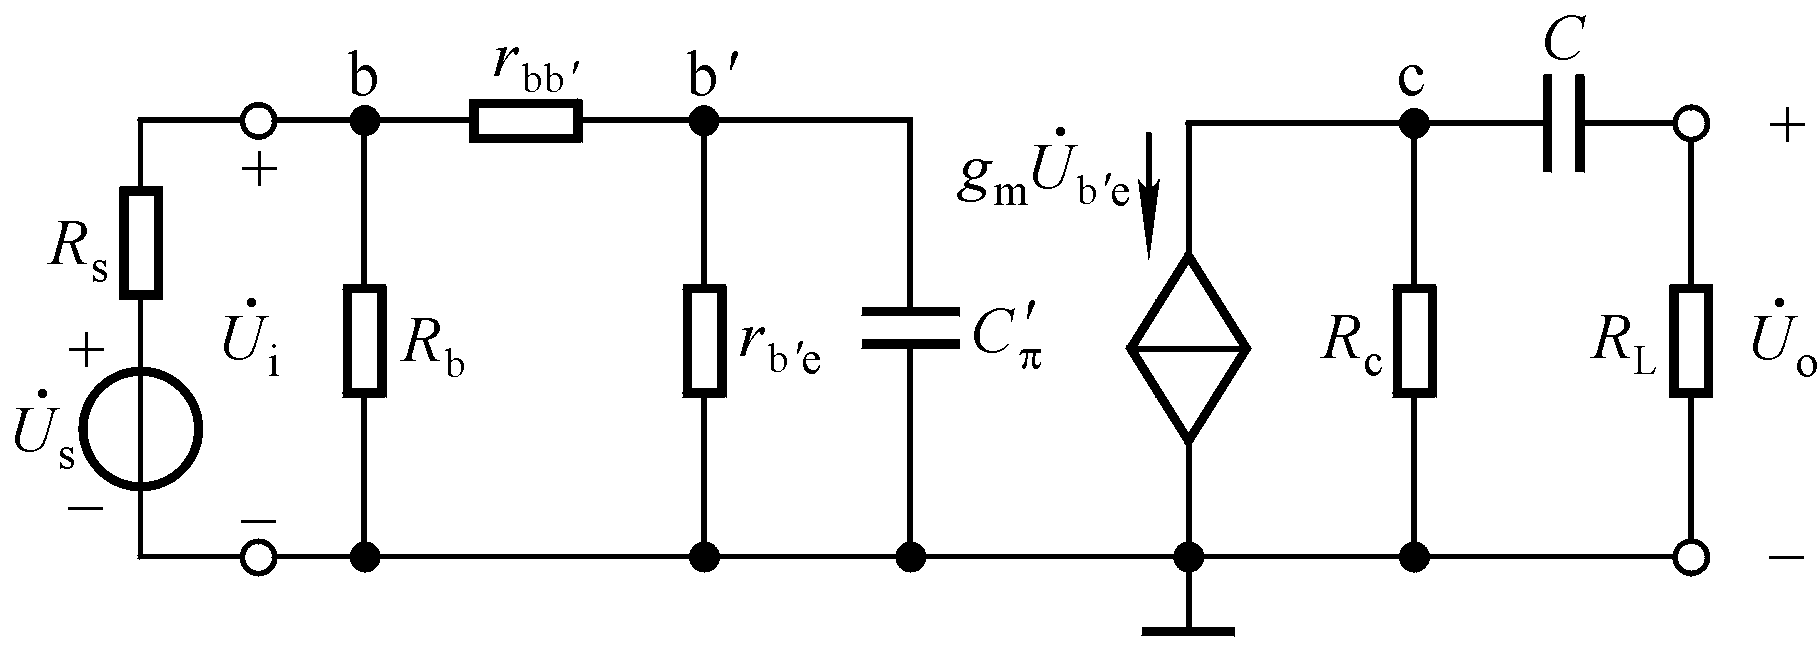 b
r_bb′
b′
c
C
+
+
g_m U̇_b′e
R_s
U̇_i
R_b
r_b′e
C′_π
R_c
R_L
U̇_o
+
U̇_s
−
−
−